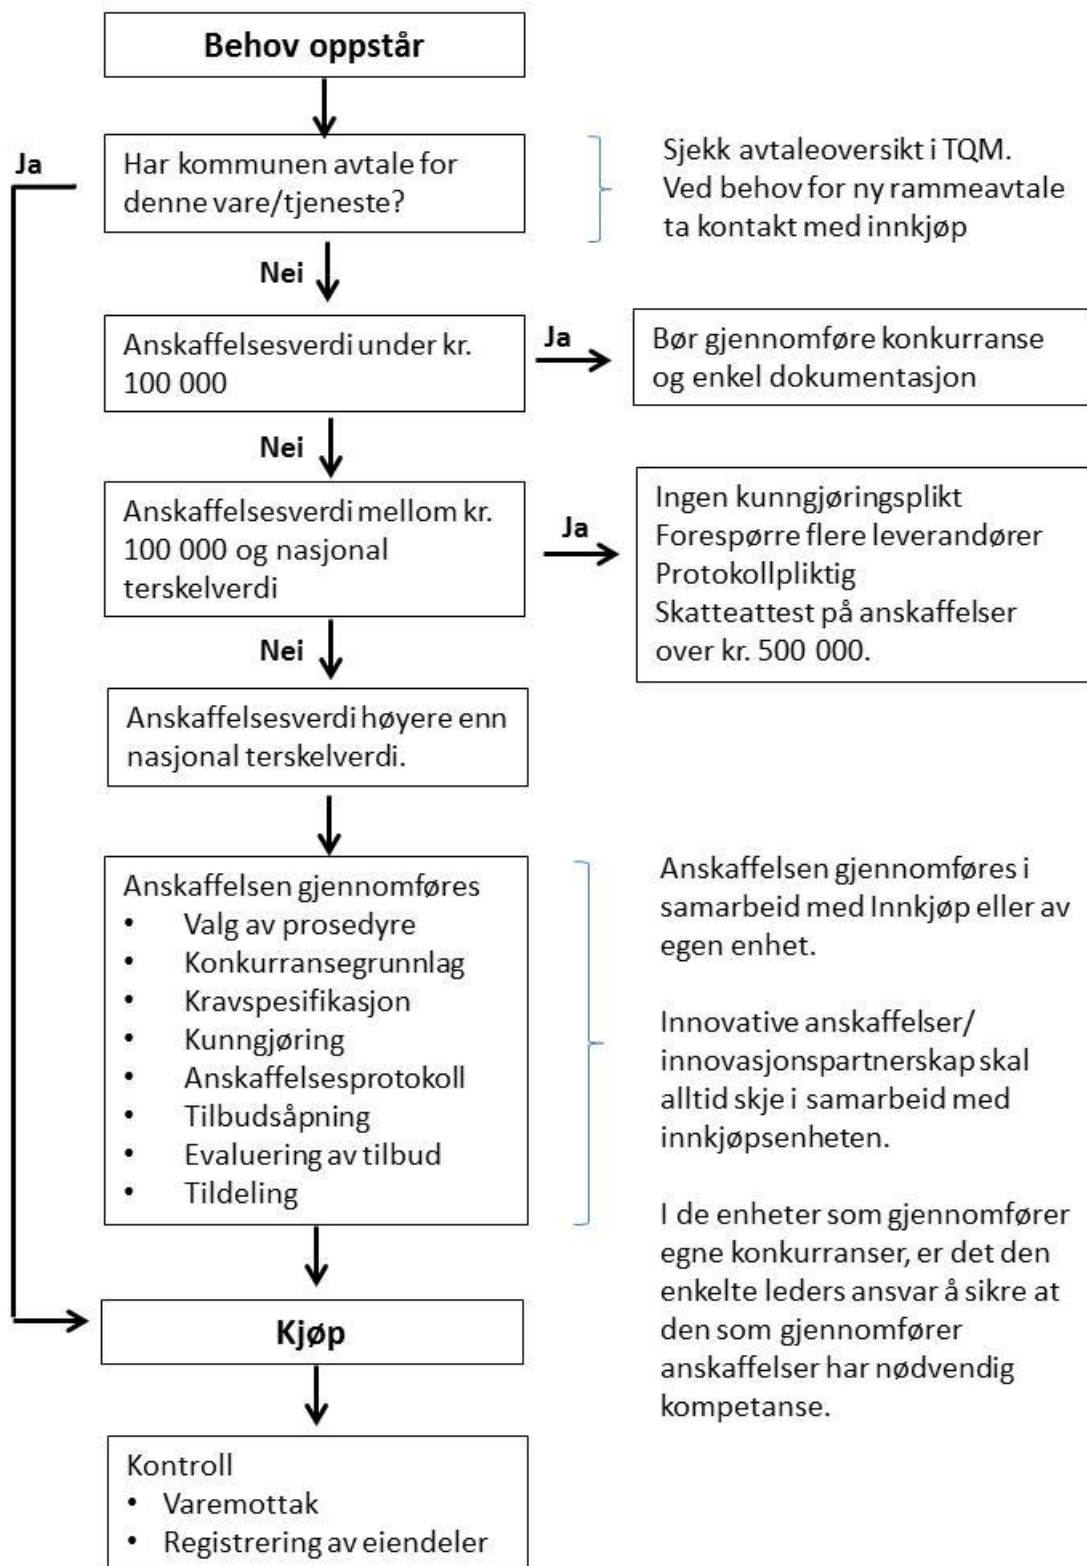 Behov oppstår
Ja
Har kommunen avtale for
denne vare/tjeneste?
Sjekk avtaleoversikt i TQM.
Ved behov for ny rammeavtale
ta kontakt med innkjøp
Nei
Anskaffelsesverdi under kr.
100 000
Ja
Bør gjennomføre konkurranse
og enkel dokumentasjon
Nei
Anskaffelsesverdi mellom kr.
100 000 og nasjonal
terskelverdi
Ja
Ingen kunngjøringsplikt
Forespørre flere leverandører
Protokollpliktig
Skatteattest på anskaffelser
over kr. 500 000.
Nei
Anskaffelsesverdi høyere enn
nasjonal terskelverdi.
Anskaffelsen gjennomføres
• Valg av prosedyre
• Konkurransegrunnlag
• Kravspesifikasjon
• Kunngjøring
• Anskaffelsesprotokoll
• Tilbudsåpning
• Evaluering av tilbud
• Tildeling
Anskaffelsen gjennomføres i
samarbeid med Innkjøp eller av
egen enhet.
Innovative anskaffelser/
innovasjonspartnerskap skal
alltid skje i samarbeid med
innkjøpsenheten.
I de enheter som gjennomfører
egne konkurranser, er det den
enkelte leders ansvar å sikre at
den som gjennomfører
anskaffelser har nødvendig
kompetanse.
Kjøp
Kontroll
• Varemottak
• Registrering av eiendeler